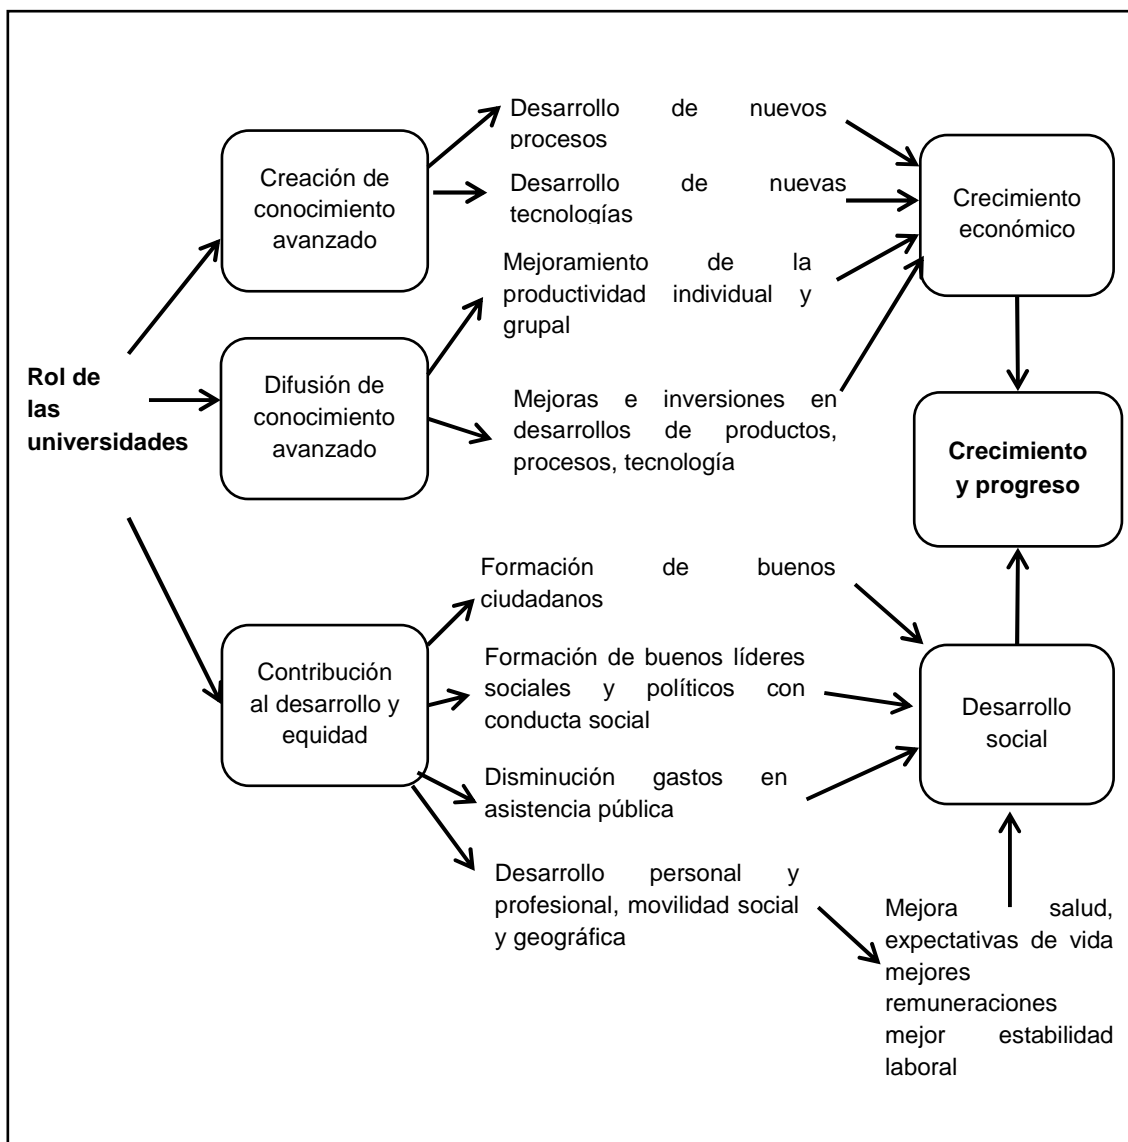 Desarrollo de nuevos
procesos
Creación de
conocimiento
avanzado
Desarrollo de nuevas
tecnologías
Crecimiento
económico
Mejoramiento de la
productividad individual y
grupal
Rol de
las
universidades
Difusión de
conocimiento
avanzado
Mejoras e inversiones en
desarrollos de productos,
procesos, tecnología
Crecimiento
y progreso
Formación de buenos
ciudadanos
Contribución
al desarrollo y
equidad
Formación de buenos líderes
sociales y políticos con
conducta social
Desarrollo
social
Disminución gastos en
asistencia pública
Desarrollo personal y
profesional, movilidad social
y geográfica
Mejora salud,
expectativas de vida
mejores
remuneraciones
mejor estabilidad
laboral